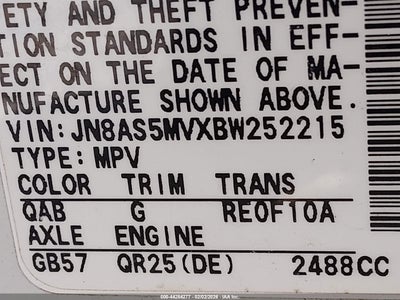 ETY AND THEFT PREVEN-
TION STANDARDS IN EFF-
ECT ON THE DATE OF MA-
NUFACTURE SHOWN ABOVE.
VIN: JN8AS5MVXBW252215
TYPE: MPV
COLOR TRIM TRANS
QAB G RE0F10A
AXLE ENGINE
GB57 QR25(DE) 2488CC